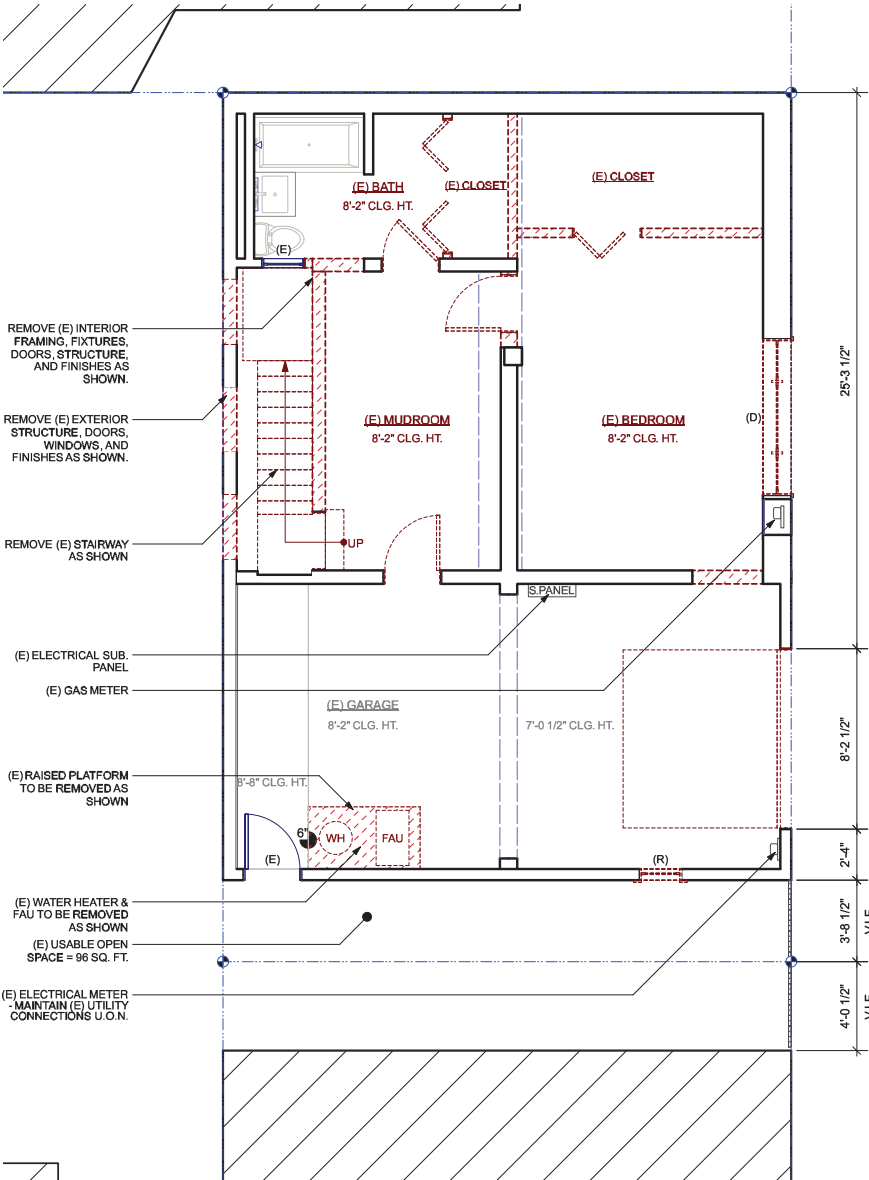 (E) BATH
8'-2" CLG. HT.
(E) CLOSET
(E) CLOSET
(E)
REMOVE (E) INTERIOR
FRAMING, FIXTURES,
DOORS, STRUCTURE,
AND FINISHES AS
SHOWN.
REMOVE (E) EXTERIOR
STRUCTURE, DOORS,
WINDOWS, AND
FINISHES AS SHOWN.
(E) MUDROOM
8'-2" CLG. HT.
(E) BEDROOM
8'-2" CLG. HT.
(D)
25'-3 1/2"
REMOVE (E) STAIRWAY
AS SHOWN
UP
S.PANEL
(E) ELECTRICAL SUB.
PANEL
(E) GAS METER
(E) GARAGE
8'-2" CLG. HT.
7'-0 1/2" CLG. HT.
8'-2 1/2"
(E) RAISED PLATFORM
TO BE REMOVED AS
SHOWN
8'-8" CLG. HT.
6"
WH
FAU
(E)
(R)
2'-4"
(E) WATER HEATER &
FAU TO BE REMOVED
AS SHOWN
(E) USABLE OPEN
SPACE = 96 SQ. FT.
3'-8 1/2"
(E) ELECTRICAL METER
- MAINTAIN (E) UTILITY
CONNECTIONS U.O.N.
4'-0 1/2"